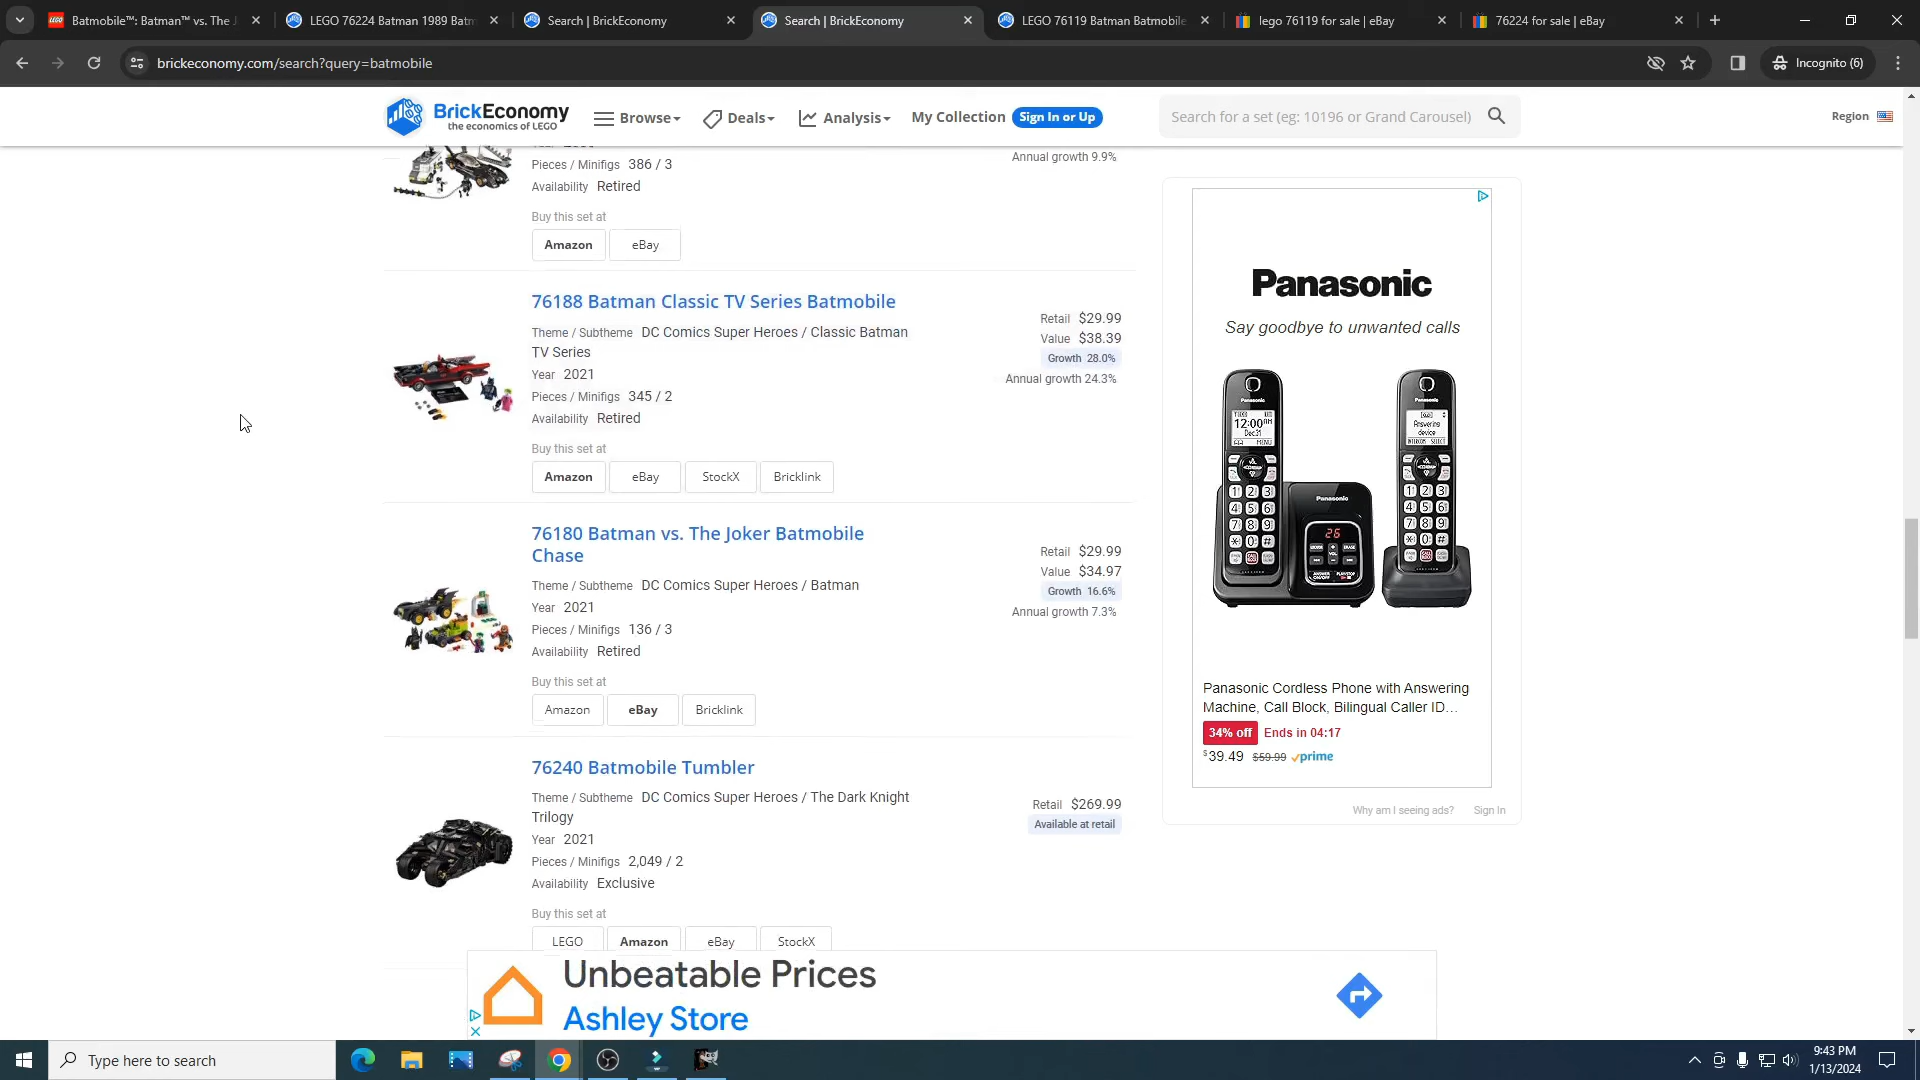 Batmobile™: Batman™ vs. The J
LEGO 76224 Batman 1989 Batm
Search | BrickEconomy
Search | BrickEconomy
LEGO 76119 Batman Batmobile
lego 76119 for sale | eBay
76224 for sale | eBay
brickeconomy.com/search?query=batmobile
Incognito (6)
BrickEconomy
the economics of LEGO
Browse
Deals
Analysis
My Collection
Sign In or Up
Search for a set (eg: 10196 or Grand Carousel)
Region
Annual growth 9.9%
Pieces / Minifigs 386 / 3
Availability Retired
Buy this set at
Amazon
eBay
76188 Batman Classic TV Series Batmobile
Theme / Subtheme DC Comics Super Heroes / Classic Batman
TV Series
Year 2021
Pieces / Minifigs 345 / 2
Availability Retired
Retail $29.99
Value $38.39
Growth 28.0%
Annual growth 24.3%
Buy this set at
Amazon
eBay
StockX
Bricklink
76180 Batman vs. The Joker Batmobile
Chase
Theme / Subtheme DC Comics Super Heroes / Batman
Year 2021
Pieces / Minifigs 136 / 3
Availability Retired
Retail $29.99
Value $34.97
Growth 16.6%
Annual growth 7.3%
Buy this set at
Amazon
eBay
Bricklink
76240 Batmobile Tumbler
Theme / Subtheme DC Comics Super Heroes / The Dark Knight
Trilogy
Year 2021
Pieces / Minifigs 2,049 / 2
Availability Exclusive
Retail $269.99
Available at retail
Buy this set at
LEGO
Amazon
eBay
StockX
Panasonic
Say goodbye to unwanted calls
Panasonic Cordless Phone with Answering
Machine, Call Block, Bilingual Caller ID…
34% off Ends in 04:17
$39.49 $59.99 prime
Why am I seeing ads?
Sign In
Unbeatable Prices
Ashley Store
Type here to search
9:43 PM
1/13/2024